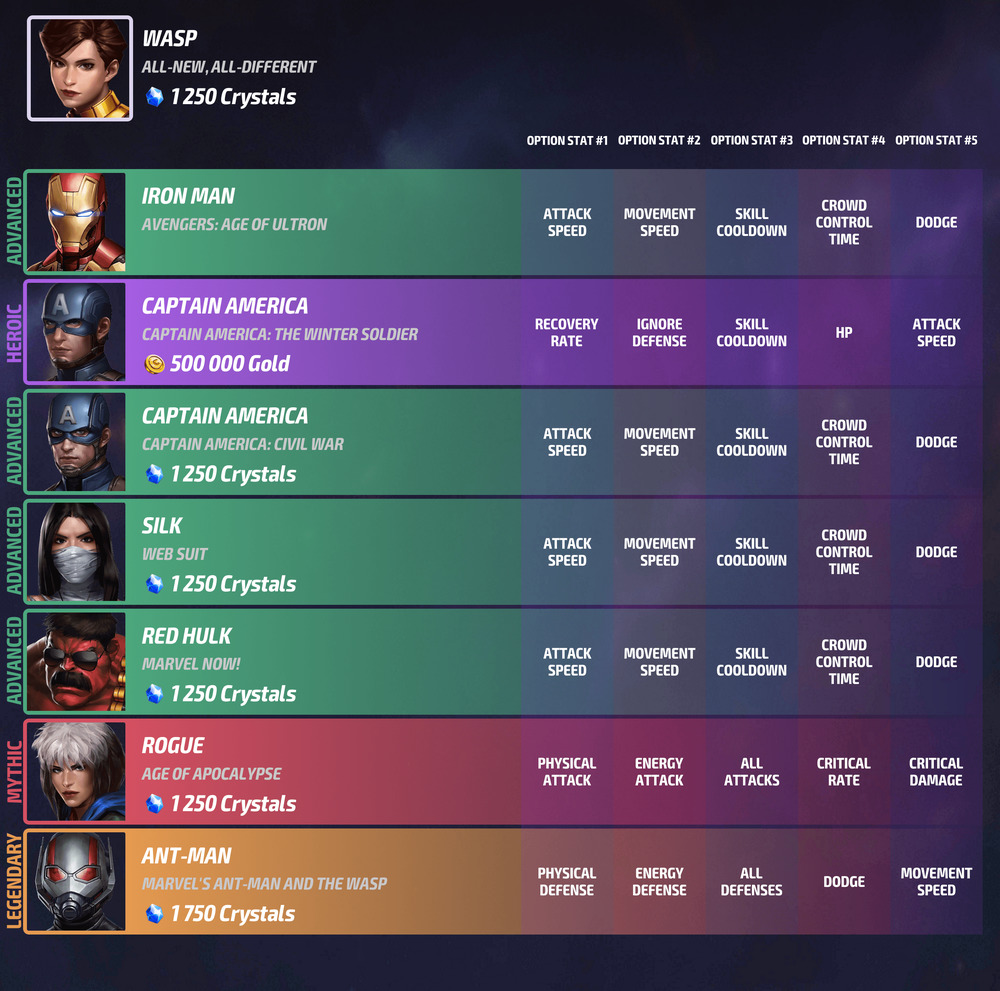 WASP
ALL-NEW, ALL-DIFFERENT
1 250 Crystals
OPTION STAT #1 OPTION STAT #2 OPTION STAT #3 OPTION STAT #4 OPTION STAT #5
ADVANCED
IRON MAN
AVENGERS: AGE OF ULTRON
ATTACK
SPEED
MOVEMENT
SPEED
SKILL
COOLDOWN
CROWD
CONTROL
TIME
DODGE
HEROIC
CAPTAIN AMERICA
CAPTAIN AMERICA: THE WINTER SOLDIER
500 000 Gold
RECOVERY
RATE
IGNORE
DEFENSE
SKILL
COOLDOWN
HP
ATTACK
SPEED
ADVANCED
A
CAPTAIN AMERICA
CAPTAIN AMERICA: CIVIL WAR
1 250 Crystals
ATTACK
SPEED
MOVEMENT
SPEED
SKILL
COOLDOWN
CROWD
CONTROL
TIME
DODGE
ADVANCED
SILK
WEB SUIT
1 250 Crystals
ATTACK
SPEED
MOVEMENT
SPEED
SKILL
COOLDOWN
CROWD
CONTROL
TIME
DODGE
ADVANCED
RED HULK
MARVEL NOW!
1 250 Crystals
ATTACK
SPEED
MOVEMENT
SPEED
SKILL
COOLDOWN
CROWD
CONTROL
TIME
DODGE
MYTHIC
ROGUE
AGE OF APOCALYPSE
1 250 Crystals
PHYSICAL
ATTACK
ENERGY
ATTACK
ALL
ATTACKS
CRITICAL
RATE
CRITICAL
DAMAGE
LEGENDARY
ANT-MAN
MARVEL'S ANT-MAN AND THE WASP
1 750 Crystals
PHYSICAL
DEFENSE
ENERGY
DEFENSE
ALL
DEFENSES
DODGE
MOVEMENT
SPEED